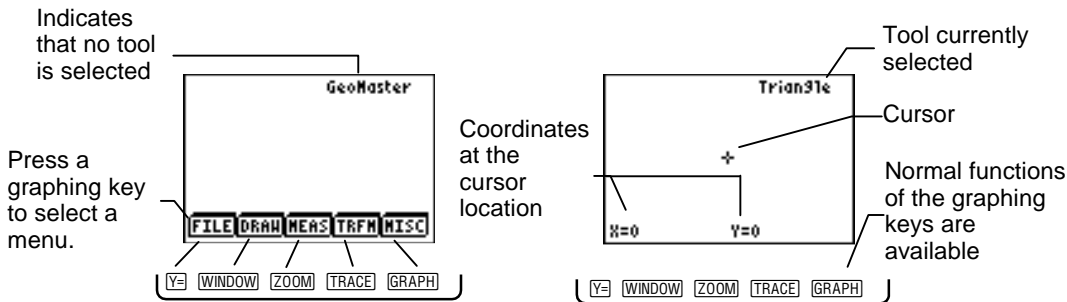 Indicates
that no tool
is selected
GeoMaster
Press a
graphing key
to select a
menu.
FILE DRAW MEAS TRFM MISC
Y= WINDOW ZOOM TRACE GRAPH
Tool currently
selected
Triangle
Cursor
Coordinates
at the
cursor
location
X=0 Y=0
Normal functions
of the graphing
keys are
available
Y= WINDOW ZOOM TRACE GRAPH